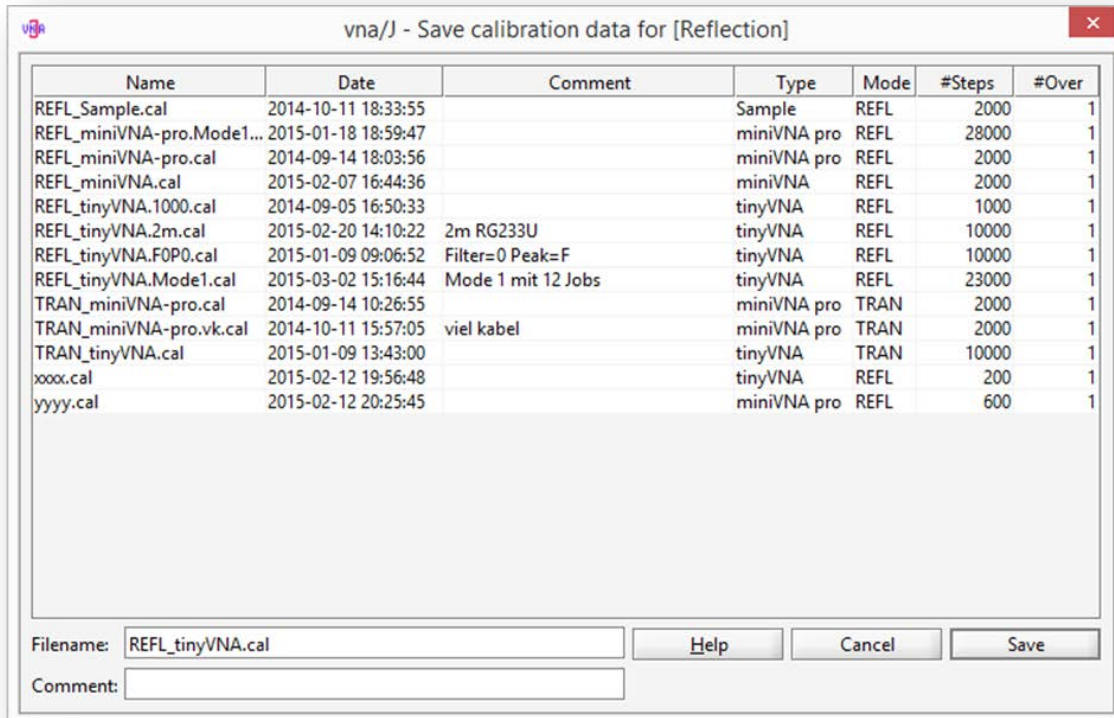 vna/J - Save calibration data for [Reflection]
Name Date Comment Type Mode #Steps #Over
REFL_Sample.cal 2014-10-11 18:33:55 Sample REFL 2000 1
REFL_miniVNA-pro.Mode1... 2015-01-18 18:59:47 miniVNA pro REFL 28000 1
REFL_miniVNA-pro.cal 2014-09-14 18:03:56 miniVNA pro REFL 2000 1
REFL_miniVNA.cal 2015-02-07 16:44:36 miniVNA REFL 2000 1
REFL_tinyVNA.1000.cal 2014-09-05 16:50:33 tinyVNA REFL 1000 1
REFL_tinyVNA.2m.cal 2015-02-20 14:10:22 2m RG233U tinyVNA REFL 10000 1
REFL_tinyVNA.F0P0.cal 2015-01-09 09:06:52 Filter=0 Peak=F tinyVNA REFL 10000 1
REFL_tinyVNA.Mode1.cal 2015-03-02 15:16:44 Mode 1 mit 12 Jobs tinyVNA REFL 23000 1
TRAN_miniVNA-pro.cal 2014-09-14 10:26:55 miniVNA pro TRAN 2000 1
TRAN_miniVNA-pro.vk.cal 2014-10-11 15:57:05 viel kabel miniVNA pro TRAN 2000 1
TRAN_tinyVNA.cal 2015-01-09 13:43:00 tinyVNA TRAN 10000 1
xxxx.cal 2015-02-12 19:56:48 tinyVNA REFL 200 1
yyyy.cal 2015-02-12 20:25:45 miniVNA pro REFL 600 1
Filename: REFL_tinyVNA.cal Help Cancel Save
Comment: